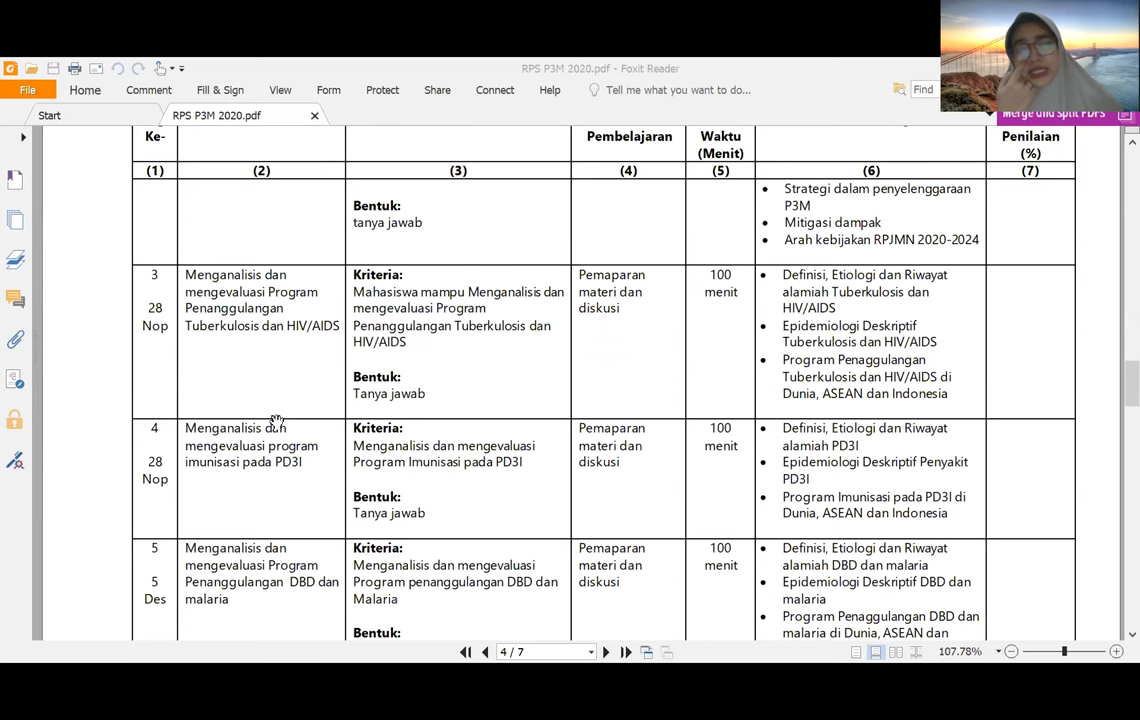 RPS P3M 2020.pdf - Foxit Reader
File Home Comment Fill & Sign View Form Protect Share Connect Help Tell me what you want to do... Find
Start RPS P3M 2020.pdf
Merge and Split PDFs
Ke- Pembelajaran Waktu (Menit) Penilaian (%)
(1) (2) (3) (4) (5) (6) (7)
Bentuk:
tanya jawab
• Strategi dalam penyelenggaraan
P3M
• Mitigasi dampak
• Arah kebijakan RPJMN 2020-2024
3
28
Nop
Menganalisis dan
mengevaluasi Program
Penanggulangan
Tuberkulosis dan HIV/AIDS
Kriteria:
Mahasiswa mampu Menganalisis dan
mengevaluasi Program
Penanggulangan Tuberkulosis dan
HIV/AIDS
Bentuk:
Tanya jawab
Pemaparan
materi dan
diskusi
100
menit
• Definisi, Etiologi dan Riwayat
alamiah Tuberkulosis dan
HIV/AIDS
• Epidemiologi Deskriptif
Tuberkulosis dan HIV/AIDS
• Program Penaggulangan
Tuberkulosis dan HIV/AIDS di
Dunia, ASEAN dan Indonesia
4
28
Nop
Menganalisis dan
mengevaluasi program
imunisasi pada PD3I
Kriteria:
Menganalisis dan mengevaluasi
Program Imunisasi pada PD3I
Bentuk:
Tanya jawab
Pemaparan
materi dan
diskusi
100
menit
• Definisi, Etiologi dan Riwayat
alamiah PD3I
• Epidemiologi Deskriptif Penyakit
PD3I
• Program Imunisasi pada PD3I di
Dunia, ASEAN dan Indonesia
5
5
Des
Menganalisis dan
mengevaluasi Program
Penanggulangan DBD dan
malaria
Kriteria:
Menganalisis dan mengevaluasi
Program penanggulangan DBD dan
Malaria
Bentuk:
Pemaparan
materi dan
diskusi
100
menit
• Definisi, Etiologi dan Riwayat
alamiah DBD dan malaria
• Epidemiologi Deskriptif DBD dan
malaria
• Program Penaggulangan DBD dan
malaria di Dunia, ASEAN dan
4 / 7
107.78%